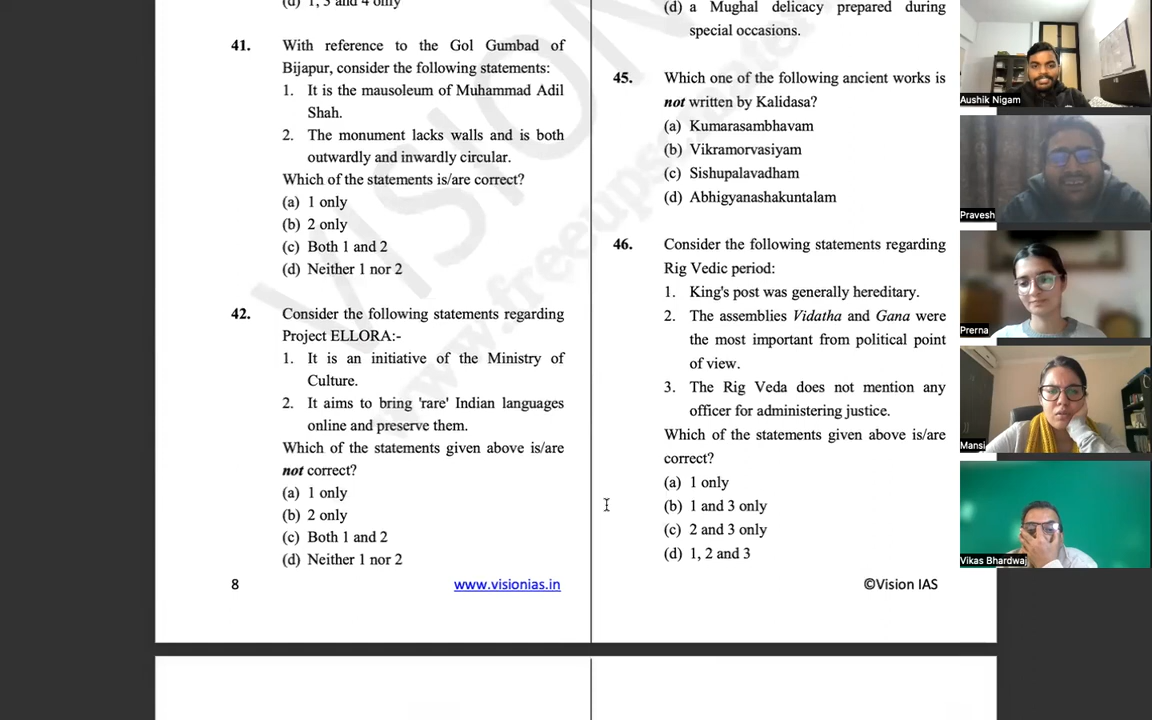 (d) 1, 3 and 4 only
41. With reference to the Gol Gumbad of
Bijapur, consider the following statements:
1. It is the mausoleum of Muhammad Adil
Shah.
2. The monument lacks walls and is both
outwardly and inwardly circular.
Which of the statements is/are correct?
(a) 1 only
(b) 2 only
(c) Both 1 and 2
(d) Neither 1 nor 2
42. Consider the following statements regarding
Project ELLORA:-
1. It is an initiative of the Ministry of
Culture.
2. It aims to bring 'rare' Indian languages
online and preserve them.
Which of the statements given above is/are
not correct?
(a) 1 only
(b) 2 only
(c) Both 1 and 2
(d) Neither 1 nor 2
8 www.visionias.in
(d) a Mughal delicacy prepared during
special occasions.
45. Which one of the following ancient works is
not written by Kalidasa?
(a) Kumarasambhavam
(b) Vikramorvasiyam
(c) Sishupalavadham
(d) Abhigyanashakuntalam
46. Consider the following statements regarding
Rig Vedic period:
1. King's post was generally hereditary.
2. The assemblies Vidatha and Gana were
the most important from political point
of view.
3. The Rig Veda does not mention any
officer for administering justice.
Which of the statements given above is/are
correct?
(a) 1 only
(b) 1 and 3 only
(c) 2 and 3 only
(d) 1, 2 and 3
©Vision IAS
Aushik Nigam
Pravesh
Prerna
Mansi
Vikas Bhardwaj
VISION